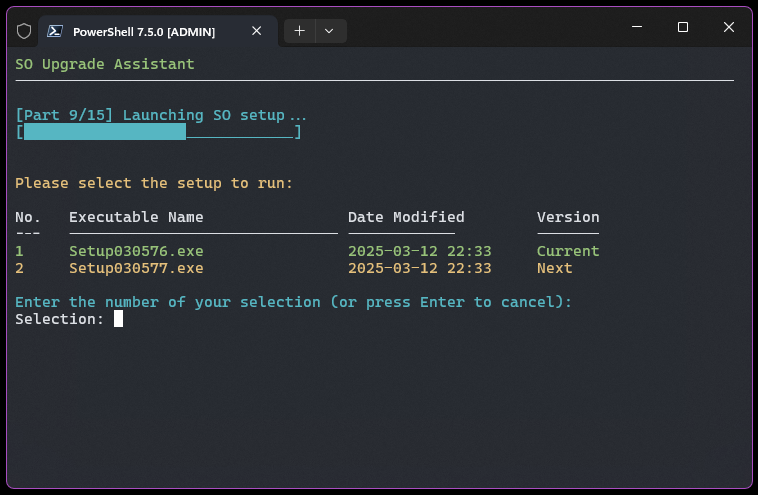 PowerShell 7.5.0 [ADMIN]
SO Upgrade Assistant
[Part 9/15] Launching SO setup...
[__________]
Please select the setup to run:
No. Executable Name Date Modified Version
1 Setup030576.exe 2025-03-12 22:33 Current
2 Setup030577.exe 2025-03-12 22:33 Next
Enter the number of your selection (or press Enter to cancel):
Selection: